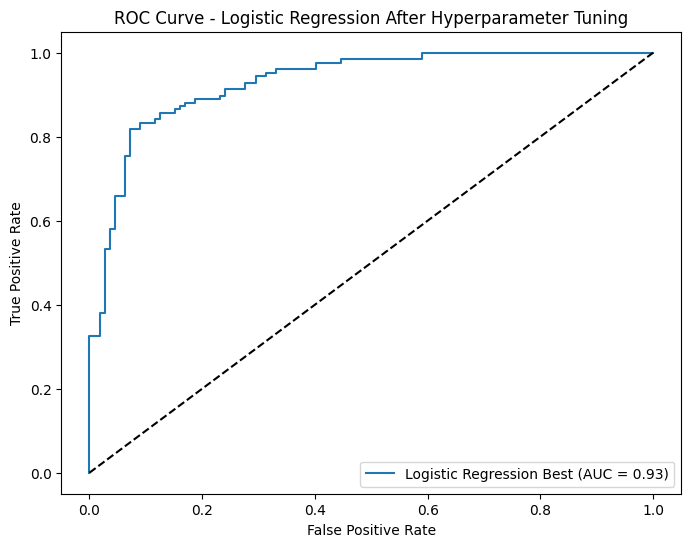 ROC Curve - Logistic Regression After Hyperparameter Tuning
True Positive Rate
1.0
0.8
0.6
0.4
0.2
0.0
Logistic Regression Best (AUC = 0.93)
0.0 0.2 0.4 0.6 0.8 1.0
False Positive Rate